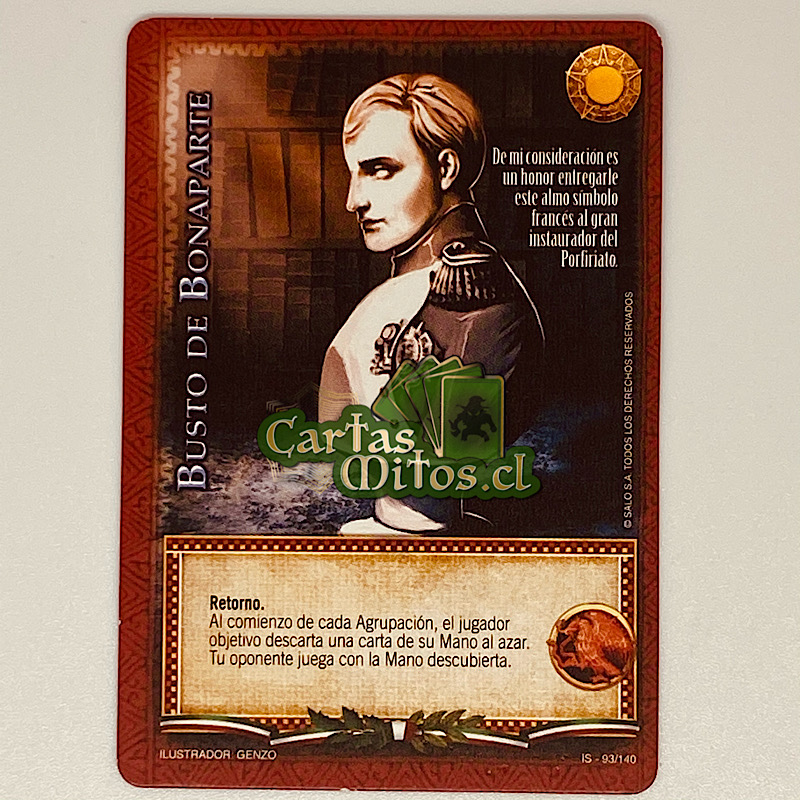 BUSTO DE BONAPARTE
De mi consideración es
un honor entregarle
este almo símbolo
francés al gran
instaurador del
Porfiriato.
© SALO S.A. TODOS LOS DERECHOS RESERVADOS
Cartas
Mitos.cl
Retorno.
Al comienzo de cada Agrupación, el jugador
objetivo descarta una carta de su Mano al azar.
Tu oponente juega con la Mano descubierta.
ILUSTRADOR: GENZO
IS - 93/140